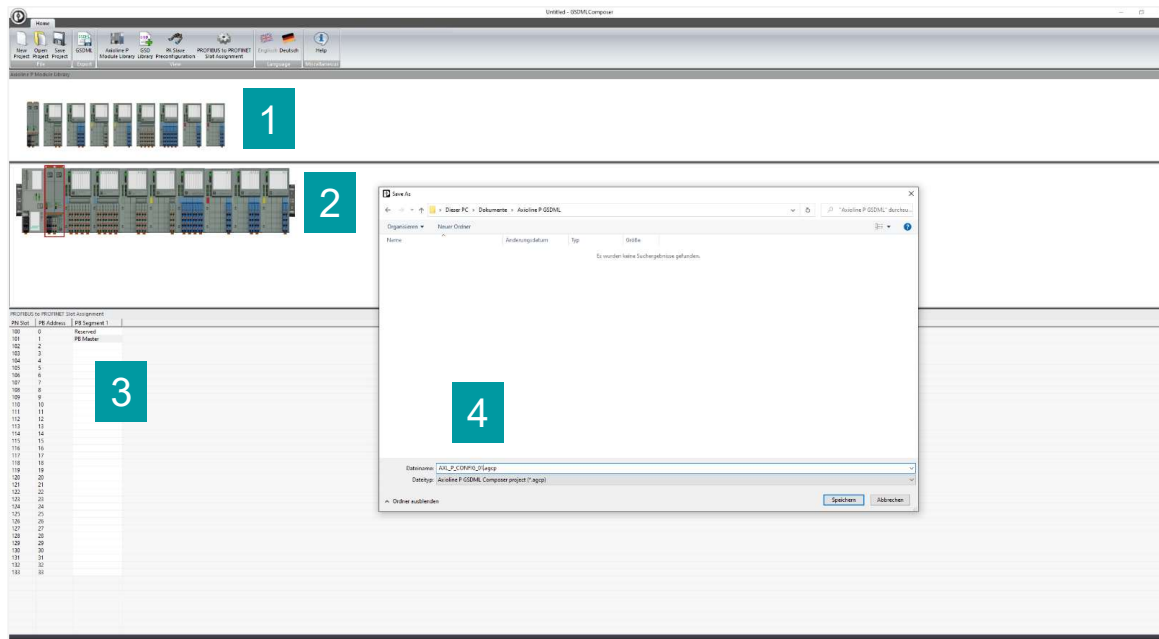 Untitled - GSDMLComposer
Home
New Project
Open Project
Save Project
GSDML
Axioline P Module Library
GSD Library
PA Slave Preconfiguration
PROFIBUS to PROFINET Slot Assignment
Englisch
Deutsch
Help
File
Export
View
Language
Miscellaneous
Axioline P Module Library
1
2
Save As
Dieser PC › Dokumente › Axioline P GSDML
"Axioline P GSDML" durchsu...
Organisieren
Neuer Ordner
Name Änderungsdatum Typ Größe
Es wurden keine Suchergebnisse gefunden.
4
Dateiname:
Dateityp: Axioline P GSDML Composer project (*.agcp)
Ordner ausblenden
Speichern
Abbrechen
PROFIBUS to PROFINET Slot Assignment
PN Slot PB Address PB Segment 1
100 0 Reserved
101 1 PB Master
102 2
103 3
104 4
105 5
106 6
107 7
108 8
109 9
110 10
111 11
112 12
113 13
114 14
115 15
116 16
117 17
118 18
119 19
120 20
121 21
122 22
123 23
124 24
125 25
126 26
127 27
128 28
129 29
130 30
131 31
132 32
133 33
3